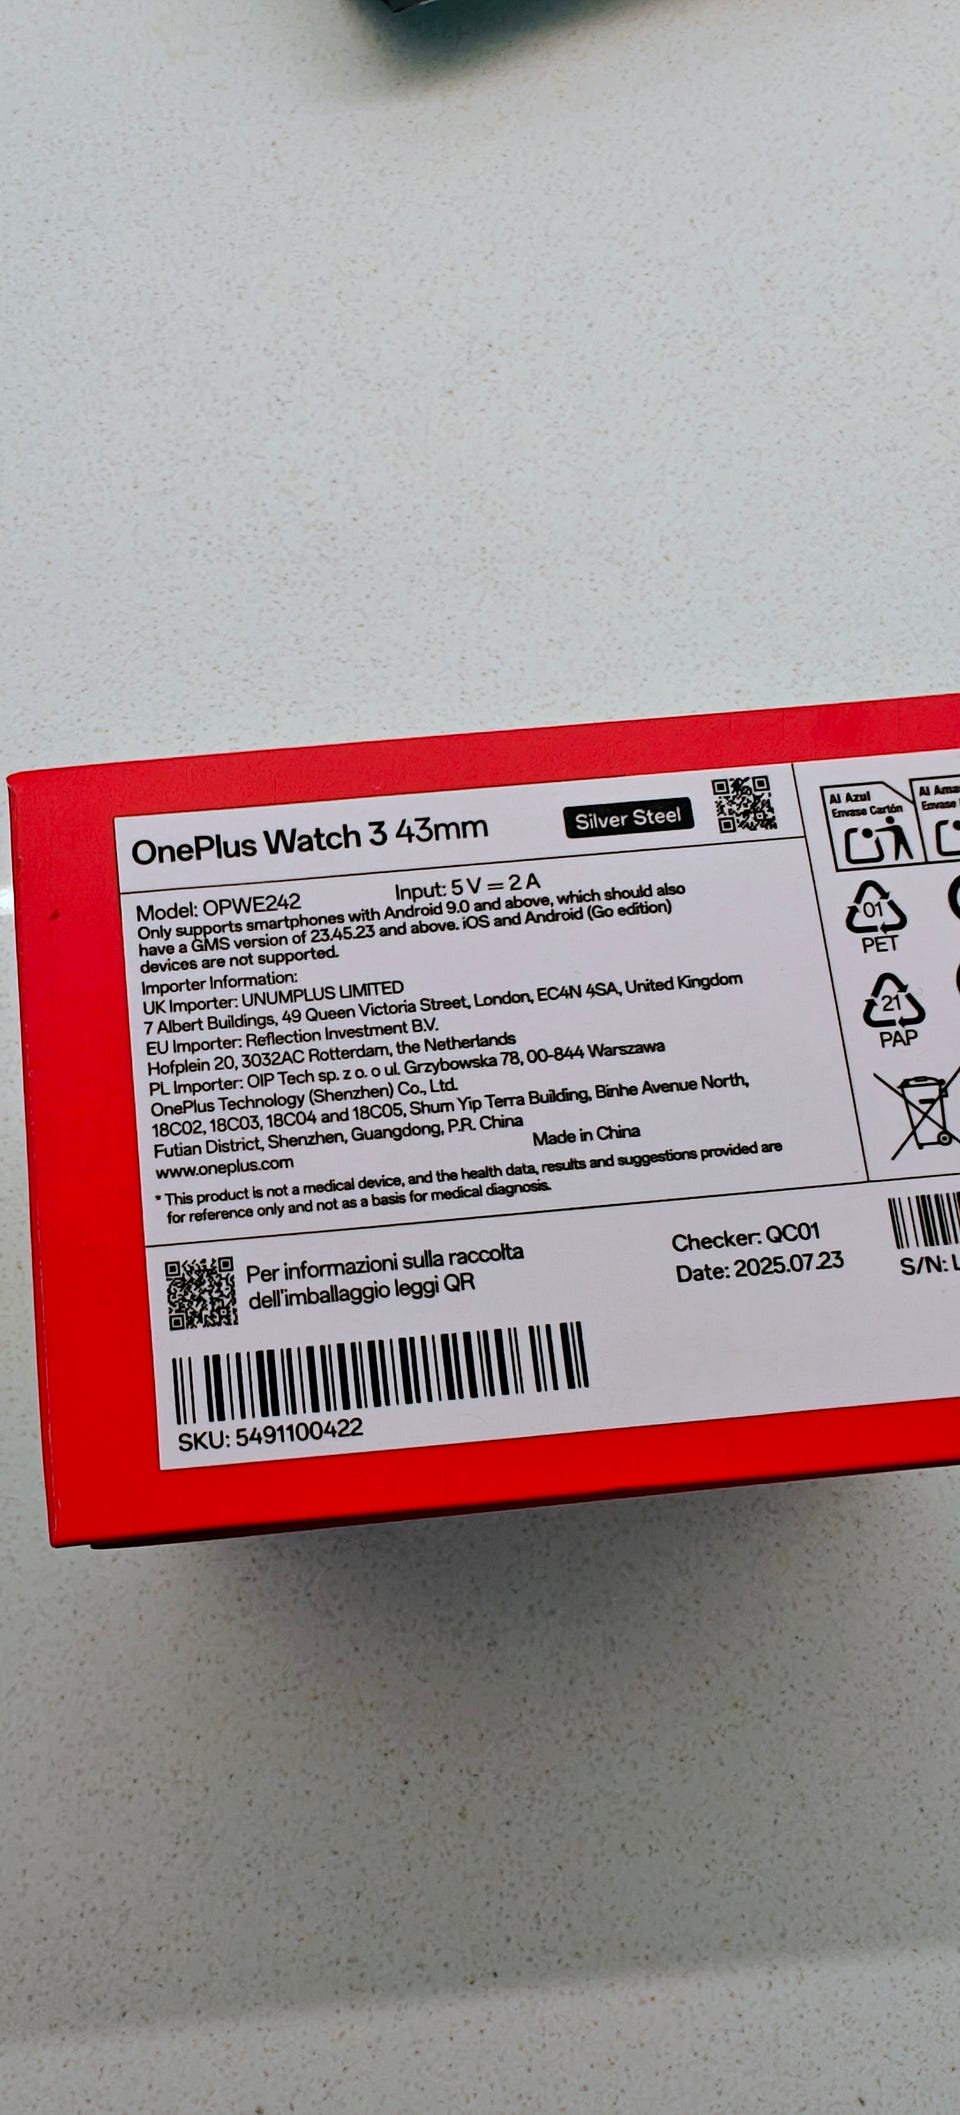 OnePlus Watch 3 43mm
Silver Steel
Model: OPWE242
Input: 5 V = 2 A
Only supports smartphones with Android 9.0 and above, which should also
have a GMS version of 23.45.23 and above. iOS and Android (Go edition)
devices are not supported.
Importer Information:
UK Importer: UNUMPLUS LIMITED
7 Albert Buildings, 49 Queen Victoria Street, London, EC4N 4SA, United Kingdom
EU Importer: Reflection Investment B.V.
Hofplein 20, 3032AC Rotterdam, the Netherlands
PL Importer: OIP Tech sp. z o. o ul. Grzybowska 78, 00-844 Warszawa
OnePlus Technology (Shenzhen) Co., Ltd.
18C02, 18C03, 18C04 and 18C05, Shum Yip Terra Building, Binhe Avenue North,
Futian District, Shenzhen, Guangdong, P.R. China
www.oneplus.com
Made in China
* This product is not a medical device, and the health data, results and suggestions provided are
for reference only and not as a basis for medical diagnosis.
Al Azul
Envase Cartón
Al Ama
Envase
01
PET
21
PAP
Per informazioni sulla raccolta
dell'imballaggio leggi QR
Checker: QC01
Date: 2025.07.23
S/N: L
SKU: 5491100422